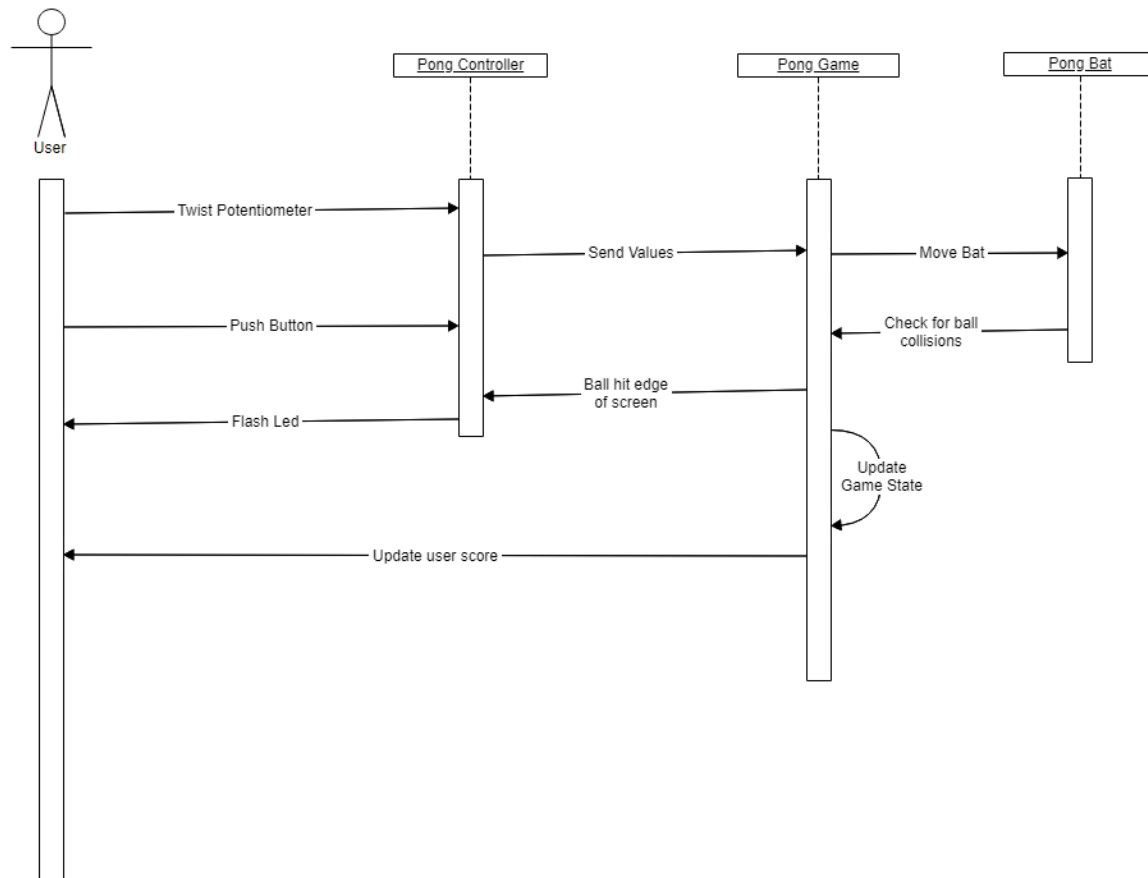 Pong Controller
Pong Game
Pong Bat
User
Twist Potentiometer
Send Values
Move Bat
Push Button
Check for ball
collisions
Ball hit edge
of screen
Flash Led
Update
Game State
Update user score